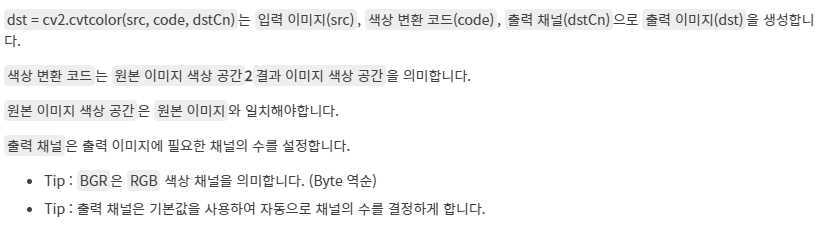 dst = cv2.cvtcolor(src, code, dstCn)는 입력 이미지(src), 색상 변환 코드(code), 출력 채널(dstCn)으로 출력 이미지(dst)을 생성합니
다.
색상 변환 코드는 원본 이미지 색상 공간2결과 이미지 색상 공간을 의미합니다.
원본 이미지 색상 공간은 원본 이미지와 일치해야합니다.
출력 채널은 출력 이미지에 필요한 채널의 수를 설정합니다.
• Tip : BGR은 RGB 색상 채널을 의미합니다. (Byte 역순)
• Tip : 출력 채널은 기본값을 사용하여 자동으로 채널의 수를 결정하게 합니다.